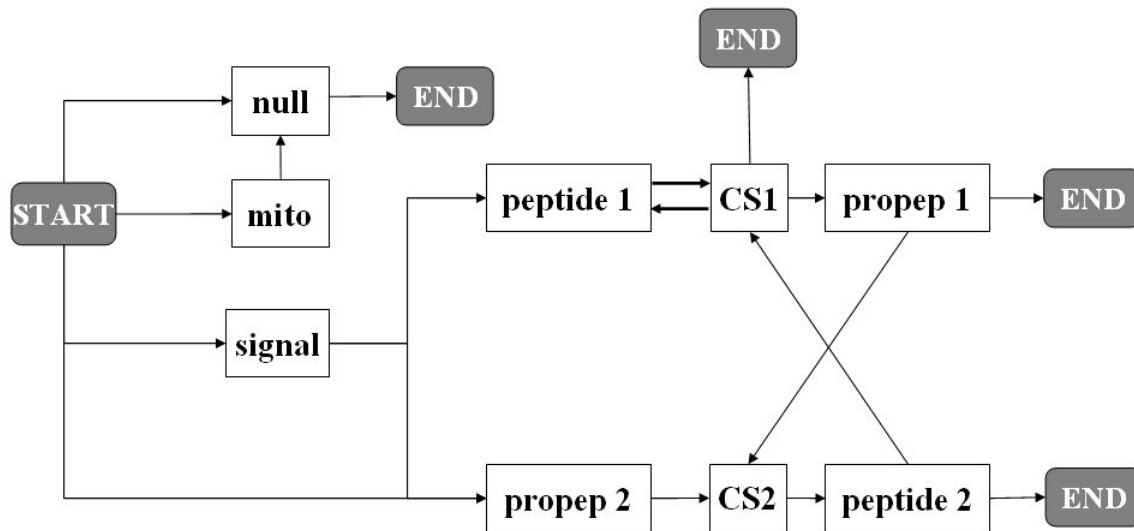 END
null
END
START
mito
peptide 1
CS1
propep 1
END
signal
propep 2
CS2
peptide 2
END